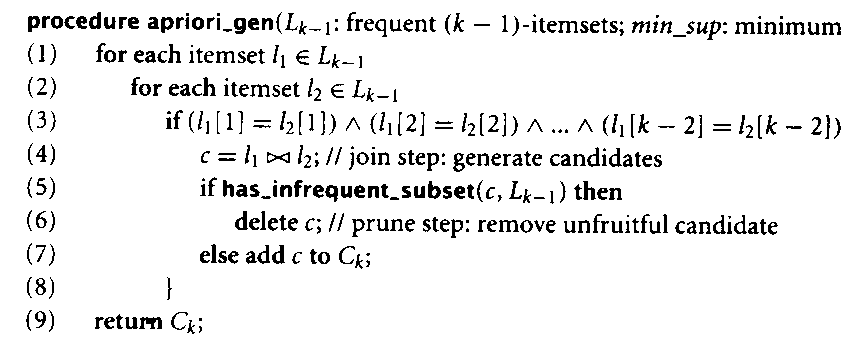 procedure apriori_gen(Lₖ₋₁: frequent (k − 1)-itemsets; min_sup: minimum
(1) for each itemset l₁ ∈ Lₖ₋₁
(2) for each itemset l₂ ∈ Lₖ₋₁
(3) if (l₁[1] = l₂[1]) ∧ (l₁[2] = l₂[2]) ∧ ... ∧ (l₁[k − 2] = l₂[k − 2])
(4) c = l₁ ⋈ l₂; // join step: generate candidates
(5) if has_infrequent_subset(c, Lₖ₋₁) then
(6) delete c; // prune step: remove unfruitful candidate
(7) else add c to Cₖ;
(8) }
(9) return Cₖ;